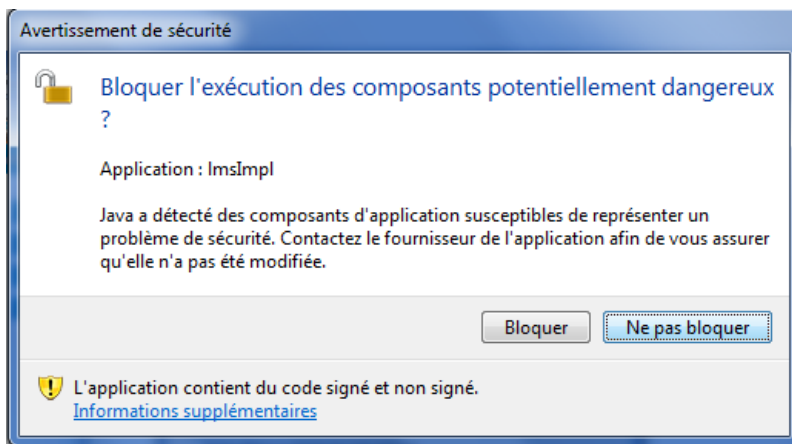 Avertissement de sécurité
Bloquer l'exécution des composants potentiellement dangereux
?
Application : lmsImpl
Java a détecté des composants d'application susceptibles de représenter un
problème de sécurité. Contactez le fournisseur de l'application afin de vous assurer
qu'elle n'a pas été modifiée.
Bloquer
Ne pas bloquer
L'application contient du code signé et non signé.
Informations supplémentaires